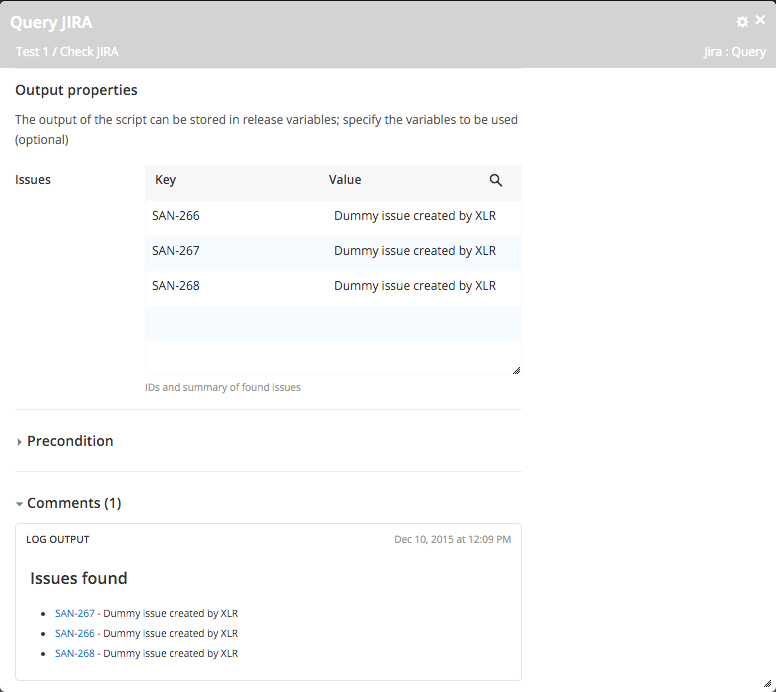 Query JIRA
Test 1 / Check JIRA
Jira : Query
Output properties
The output of the script can be stored in release variables; specify the variables to be used
(optional)
Issues
Key Value
SAN-266 Dummy issue created by XLR
SAN-267 Dummy issue created by XLR
SAN-268 Dummy issue created by XLR
IDs and summary of found issues
Precondition
Comments (1)
LOG OUTPUT Dec 10, 2015 at 12:09 PM
Issues found
• SAN-267 - Dummy issue created by XLR
• SAN-266 - Dummy issue created by XLR
• SAN-268 - Dummy issue created by XLR